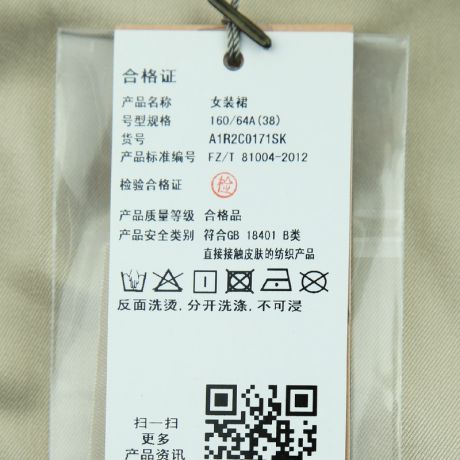 合格证
产品名称 女装裙
号型规格 160/64A(38)
货号 A1R2C0171SK
产品标准编号 FZ/T 81004-2012
检验合格证 检
产品质量等级 合格品
产品安全类别 符合GB 18401 B类
直接接触皮肤的纺织产品
反面洗烫,分开洗涤,不可浸
扫一扫
更多
产品资讯